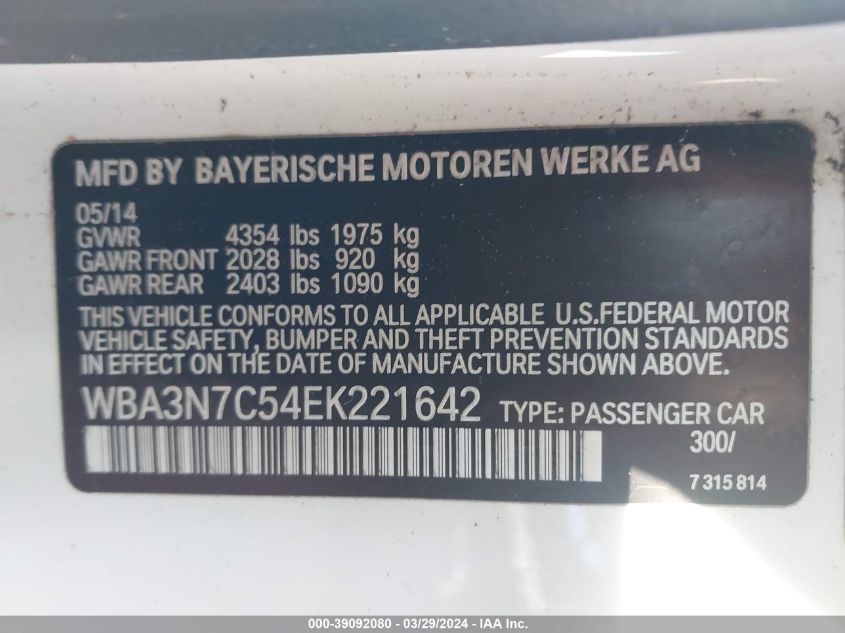 MFD BY BAYERISCHE MOTOREN WERKE AG
05/14
GVWR 4354 lbs 1975 kg
GAWR FRONT 2028 lbs 920 kg
GAWR REAR 2403 lbs 1090 kg
THIS VEHICLE CONFORMS TO ALL APPLICABLE U.S.FEDERAL MOTOR
VEHICLE SAFETY, BUMPER AND THEFT PREVENTION STANDARDS
IN EFFECT ON THE DATE OF MANUFACTURE SHOWN ABOVE.
WBA3N7C54EK221642 TYPE: PASSENGER CAR
300/
7 315 814
000-39092080 - 03/29/2024 - IAA Inc.